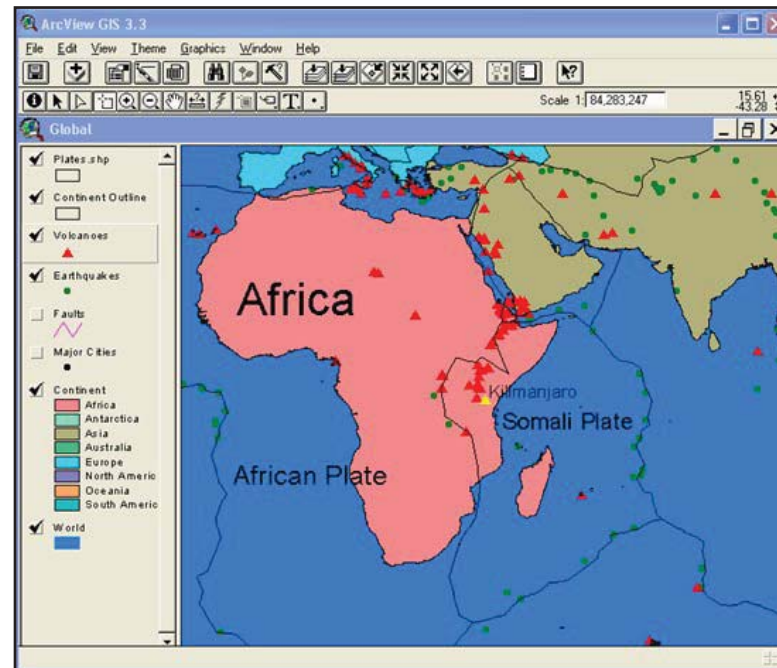 ArcView GIS 3.3
File Edit View Theme Graphics Window Help
Scale 1: 84,283,247
15.61
-43.28
Global
Plates.shp
Continent Outline
Volcanoes
Earthquakes
Faults
Major Cities
Continent
Africa
Antarctica
Asia
Australia
Europe
North Americ
Oceania
South Americ
World
Africa
Kilimanjaro
Somali Plate
African Plate